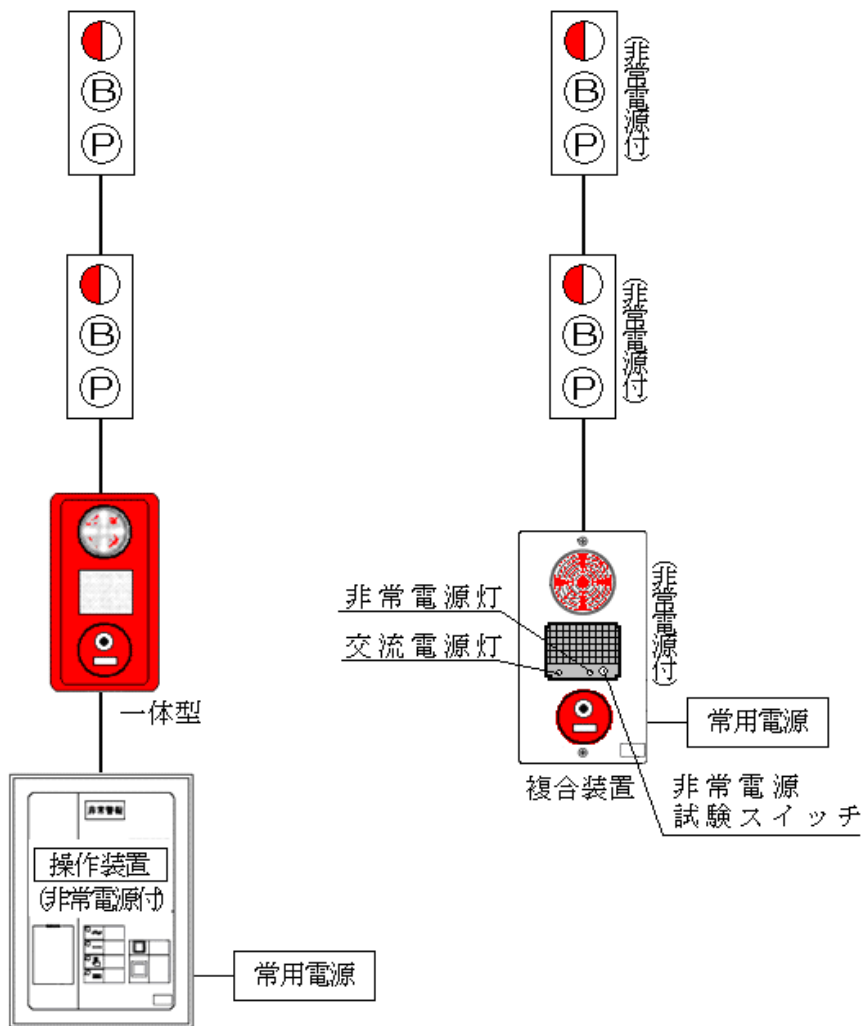 B
P
B
P
一体型
非常警報
操作装置
(非常電源付)
常用電源
B
P
(非常電源付)
B
P
(非常電源付)
非常電源灯
交流電源灯
(非常電源付)
常用電源
複合装置
非常電源
試験スイッチ